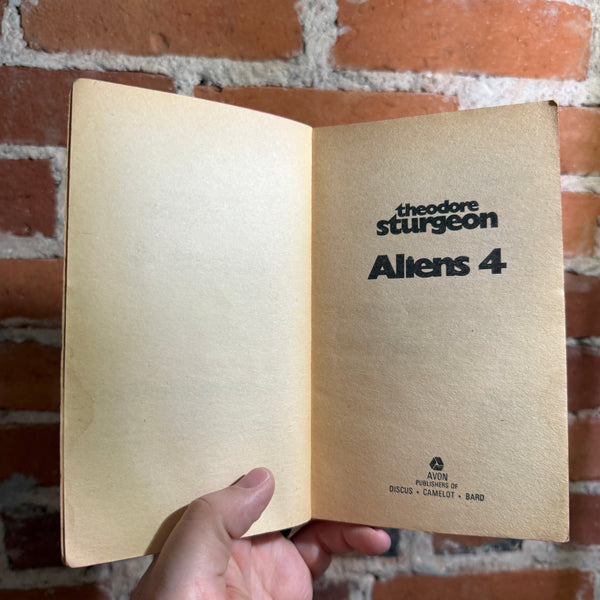 theodore
sturgeon
Aliens 4
AVON
PUBLISHERS OF
DISCUS • CAMELOT • BARD